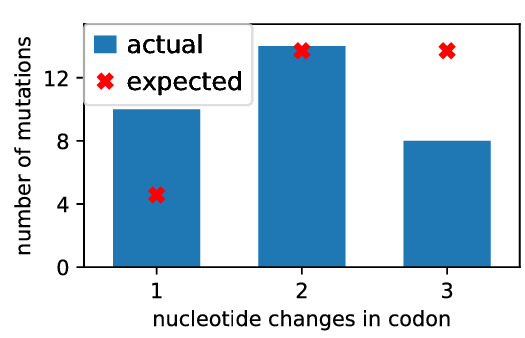 actual
expected
number of mutations
12
8
4
0
1 2 3
nucleotide changes in codon